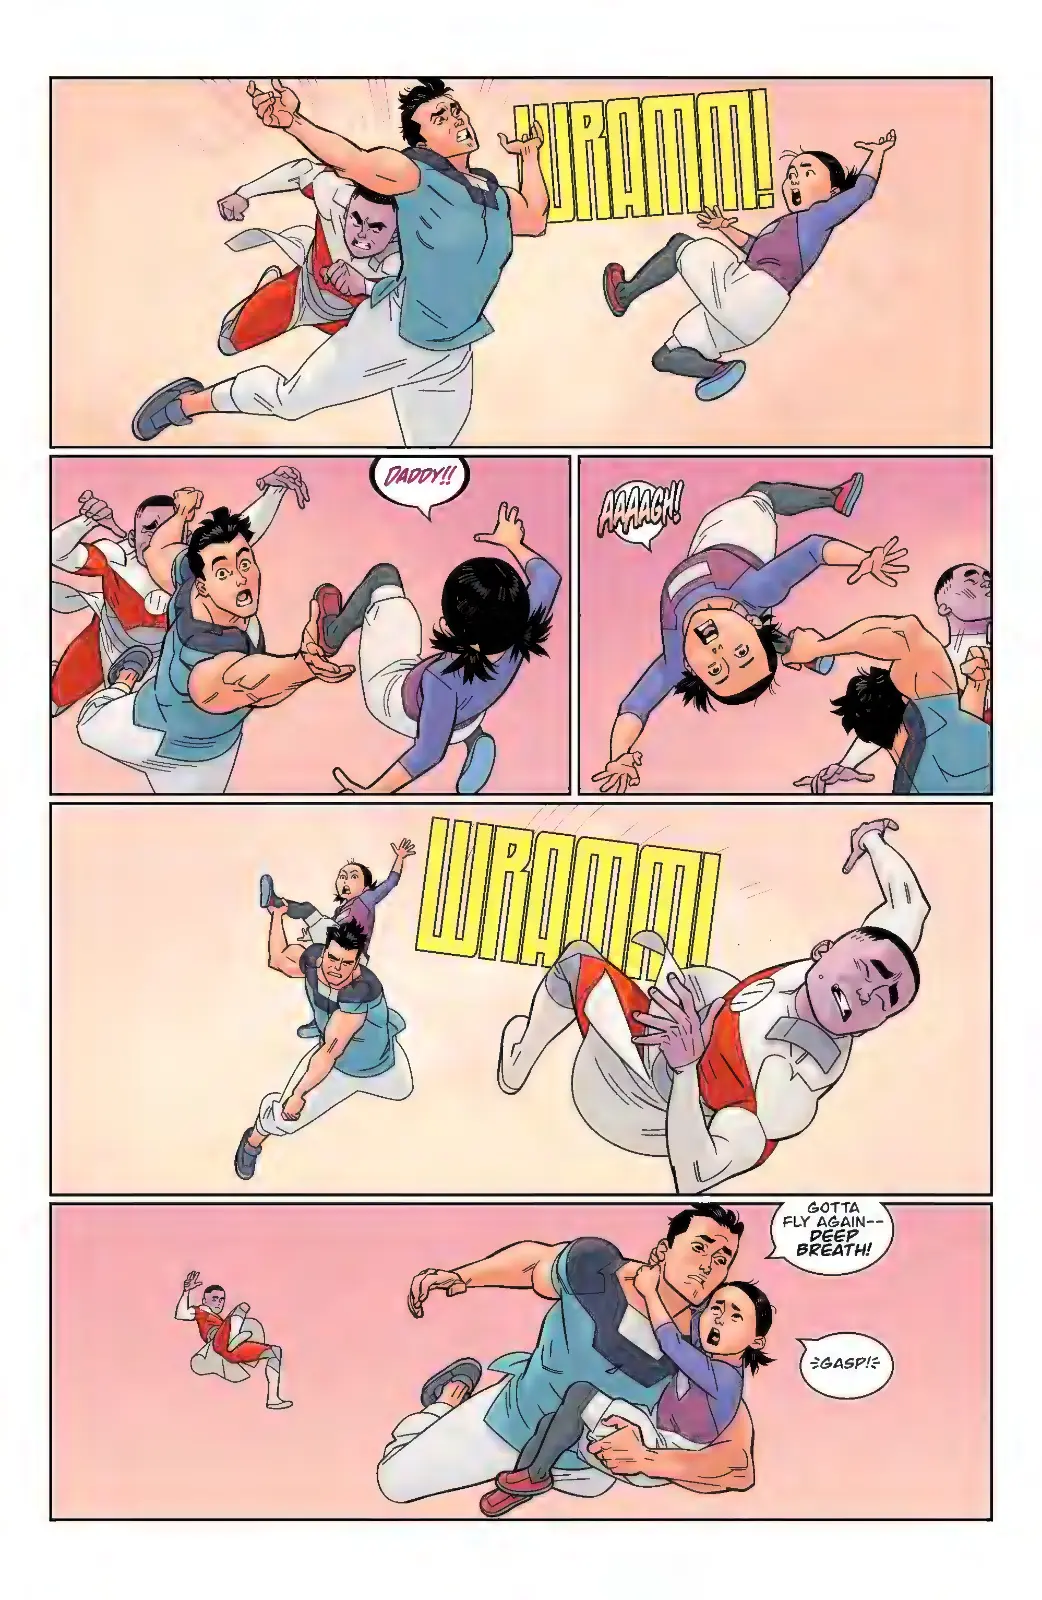 WRAMM!
DADDY!!
AAAAGH!
WRAMM!
GOTTA
FLY AGAIN--
DEEP
BREATH!
GASP!